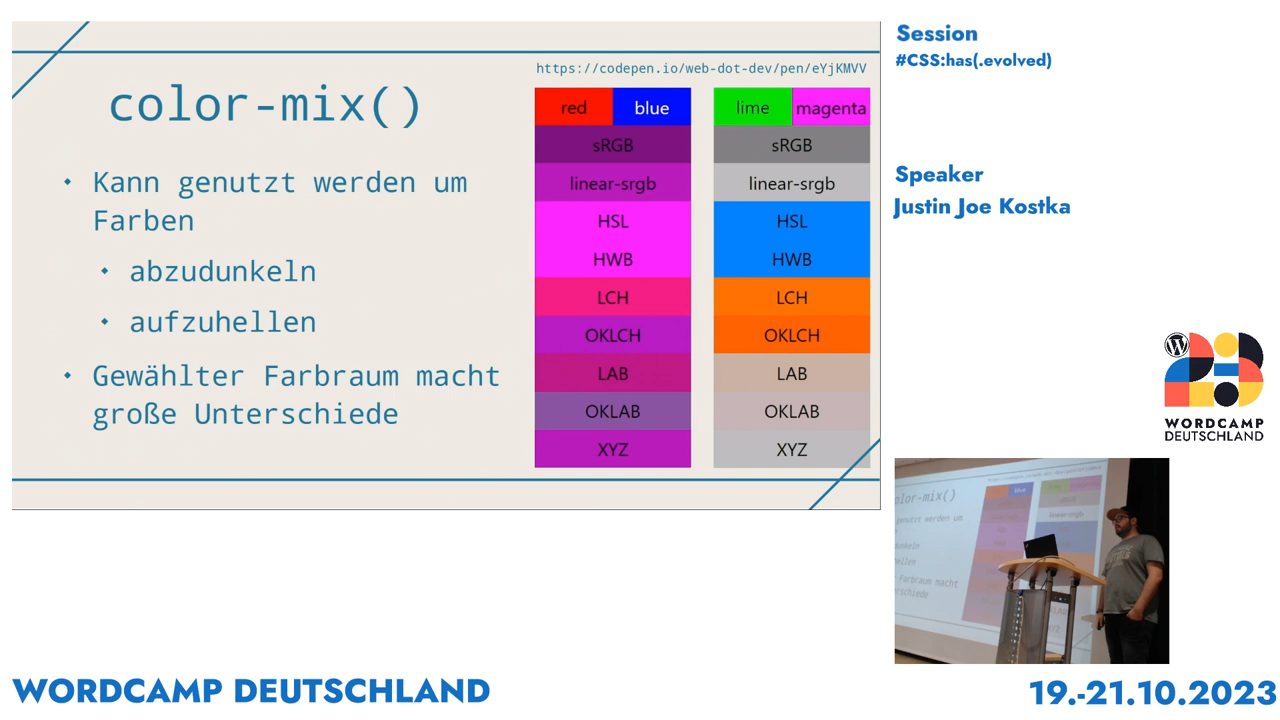 https://codepen.io/web-dot-dev/pen/eYjKMVV
color-mix()
Kann genutzt werden um
Farben
abzudunkeln
aufzuhellen
Gewählter Farbraum macht
große Unterschiede
red blue
sRGB
linear-srgb
HSL
HWB
LCH
OKLCH
LAB
OKLAB
XYZ
lime magenta
sRGB
linear-srgb
HSL
HWB
LCH
OKLCH
LAB
OKLAB
XYZ
Session
#CSS:has(.evolved)
Speaker
Justin Joe Kostka
WORDCAMP
DEUTSCHLAND
WORDCAMP DEUTSCHLAND
19.-21.10.2023